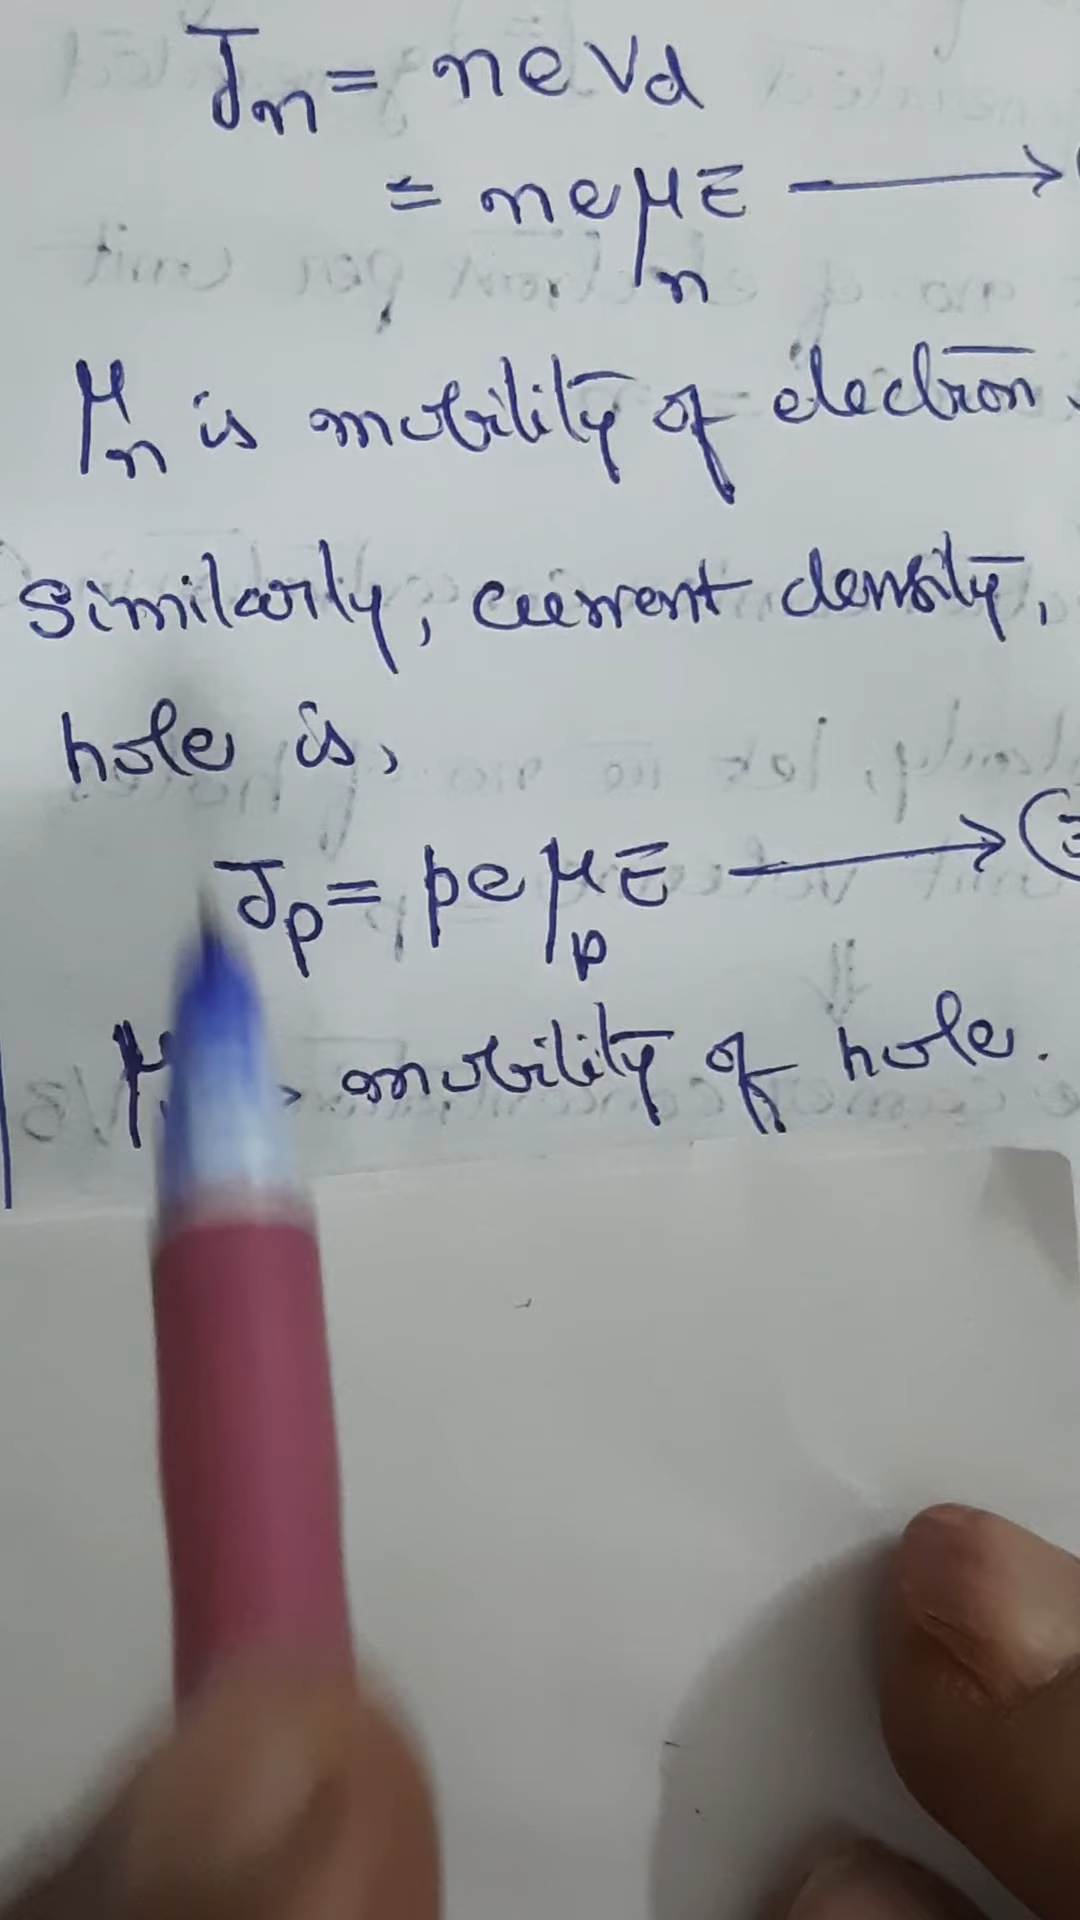 Jn = neVd
= neμnE ⟶
μn is mobility of electron.
Similarly, current density,
hole is,
Jp = peμpE ⟶
μ mobility of hole.